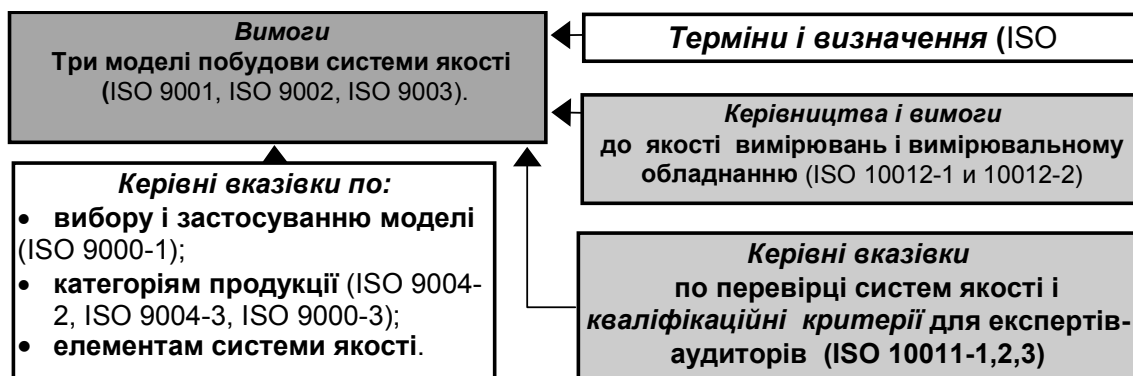 Вимоги
Три моделі побудови системи якості
(ISO 9001, ISO 9002, ISO 9003).
Терміни і визначення (ISO
Керівництва і вимоги
до якості вимірювань і вимірювальному
обладнанню (ISO 10012-1 и 10012-2)
Керівні вказівки по:
• вибору і застосуванню моделі
(ISO 9000-1);
• категоріям продукції (ISO 9004-
2, ISO 9004-3, ISO 9000-3);
• елементам системи якості.
Керівні вказівки
по перевірці систем якості і
кваліфікаційні критерії для експертів-
аудиторів (ISO 10011-1,2,3)